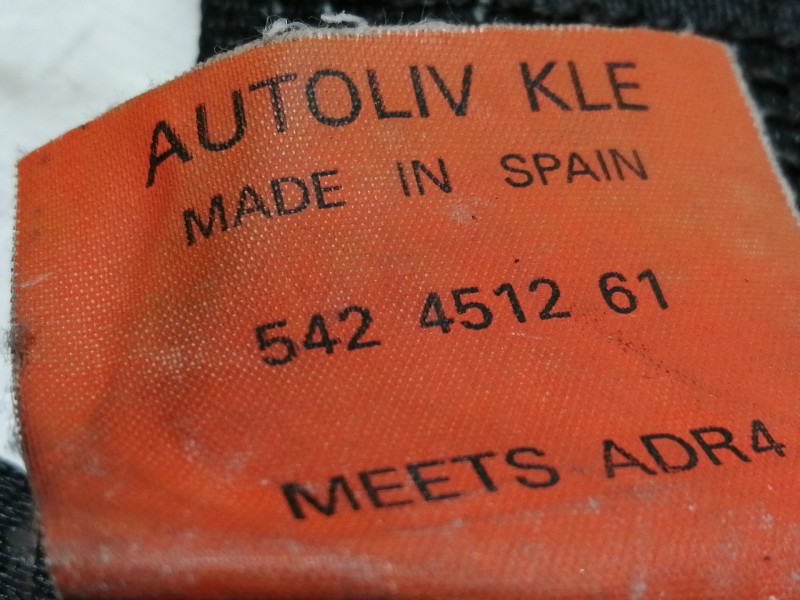 AUTOLIV KLE
MADE IN SPAIN
542 4512 61
MEETS ADR4